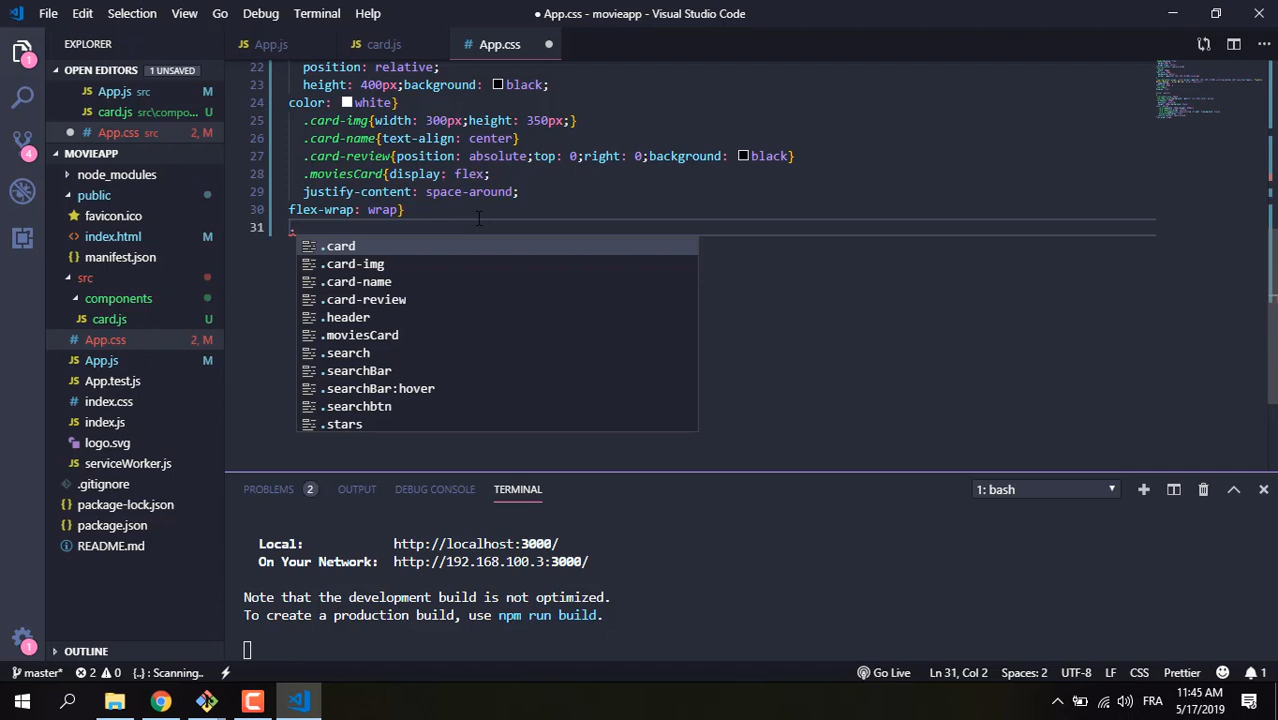 File Edit Selection View Go Debug Terminal Help
● App.css - movieapp - Visual Studio Code
EXPLORER
App.js
card.js
# App.css
OPEN EDITORS 1 UNSAVED
App.js src M
card.js src\compo... U
App.css src 2, M
MOVIEAPP
node_modules
public
favicon.ico
index.html M
manifest.json
src
components
card.js U
App.css 2, M
App.js M
App.test.js
index.css
index.js
logo.svg
serviceWorker.js
.gitignore
package-lock.json
package.json
README.md
OUTLINE
22 position: relative;
23 height: 400px;background: black;
24 color: white}
25 .card-img{width: 300px;height: 350px;}
26 .card-name{text-align: center}
27 .card-review{position: absolute;top: 0;right: 0;background: black}
28 .moviesCard{display: flex;
29 justify-content: space-around;
30 flex-wrap: wrap}
31 .
.card
.card-img
.card-name
.card-review
.header
.moviesCard
.search
.searchBar
.searchBar:hover
.searchbtn
.stars
PROBLEMS 2 OUTPUT DEBUG CONSOLE TERMINAL
1: bash
Local: http://localhost:3000/
On Your Network: http://192.168.100.3:3000/
Note that the development build is not optimized.
To create a production build, use npm run build.
master* 2 0 {..} : Scanning...
Go Live Ln 31, Col 2 Spaces: 2 UTF-8 LF CSS Prettier 1
FRA
11:45 AM
5/17/2019